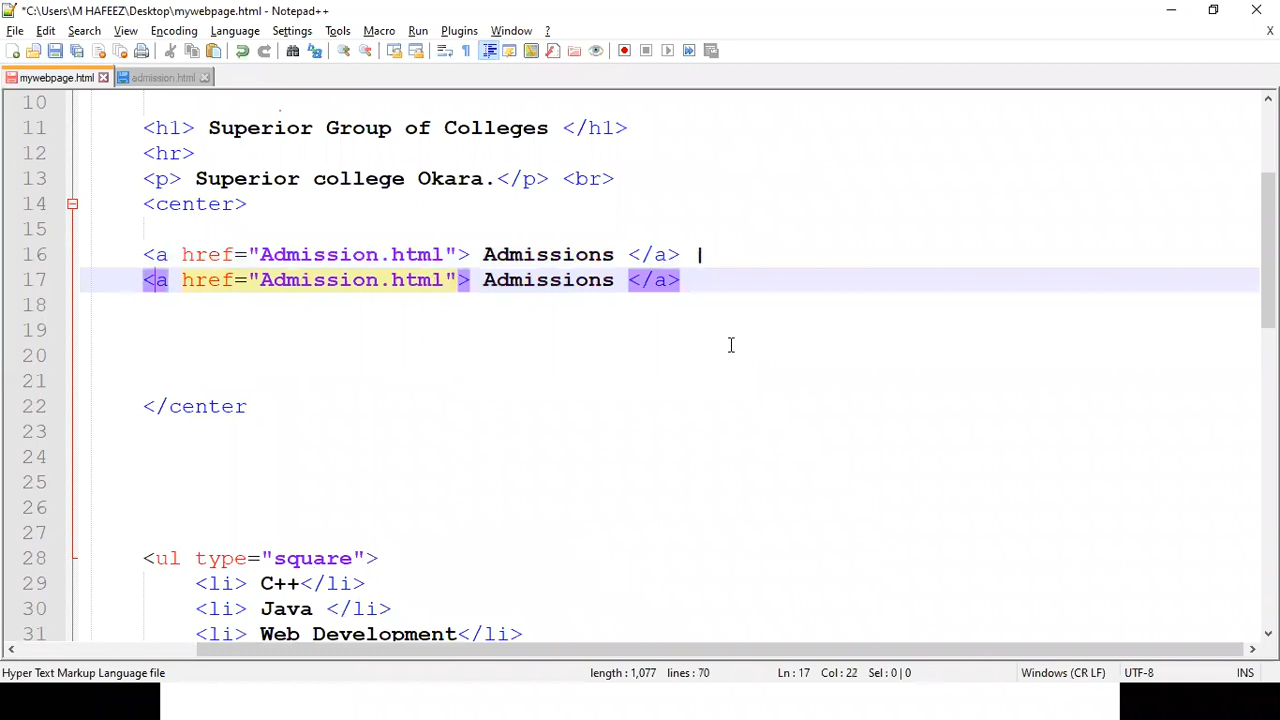 *C:\Users\M HAFEEZ\Desktop\mywebpage.html - Notepad++
File Edit Search View Encoding Language Settings Tools Macro Run Plugins Window ? X
mywebpage.html admission.html
10
11 <h1> Superior Group of Colleges </h1>
12 <hr>
13 <p> Superior college Okara.</p> <br>
14 <center>
15
16 <a href="Admission.html"> Admissions </a> |
17 <a href="Admission.html"> Admissions </a>
18
19
20
21
22 </center
23
24
25
26
27
28 <ul type="square">
29 <li> C++</li>
30 <li> Java </li>
31 <li> Web Development</li>
Hyper Text Markup Language file length : 1,077 lines : 70 Ln : 17 Col : 22 Sel : 0 | 0 Windows (CR LF) UTF-8 INS